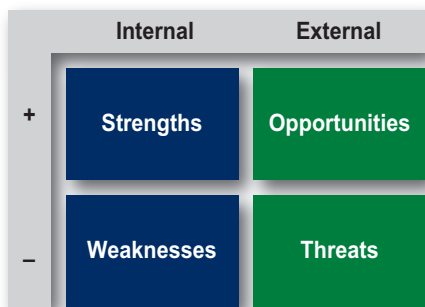 Internal External
+ Strengths Opportunities
– Weaknesses Threats